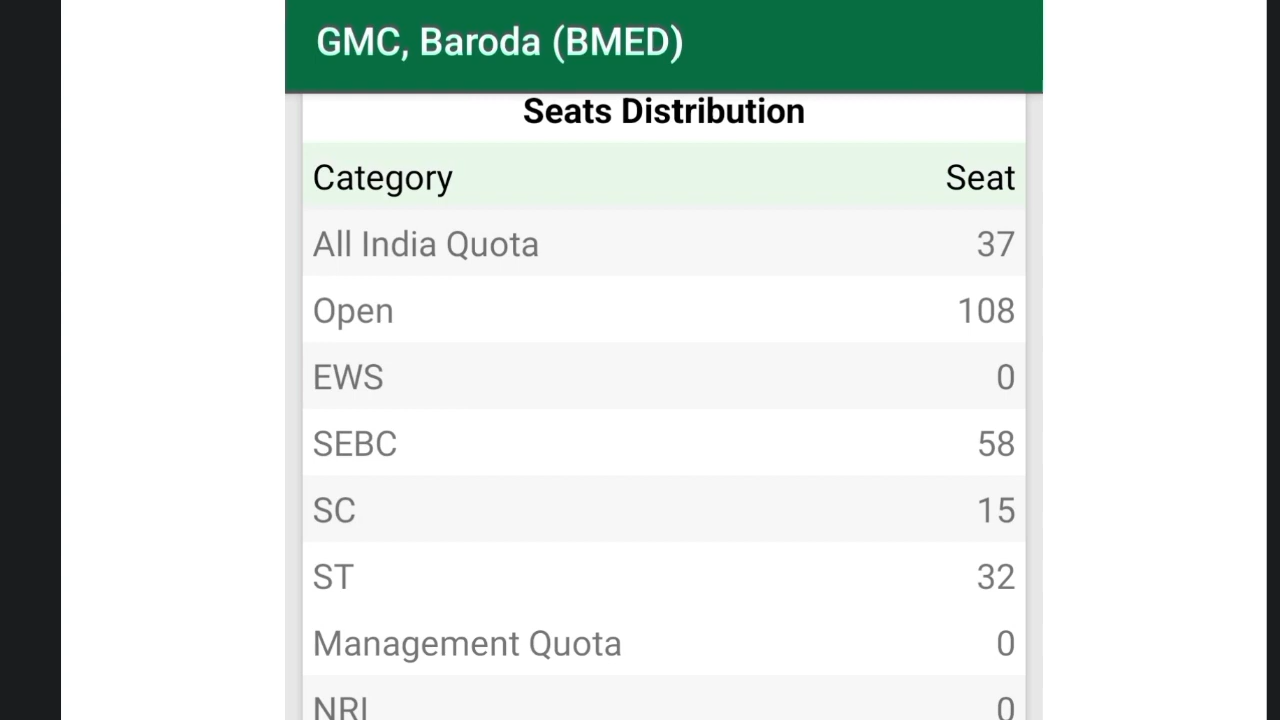 GMC, Baroda (BMED)
Seats Distribution
Category Seat
All India Quota 37
Open 108
EWS 0
SEBC 58
SC 15
ST 32
Management Quota 0
NRI 0